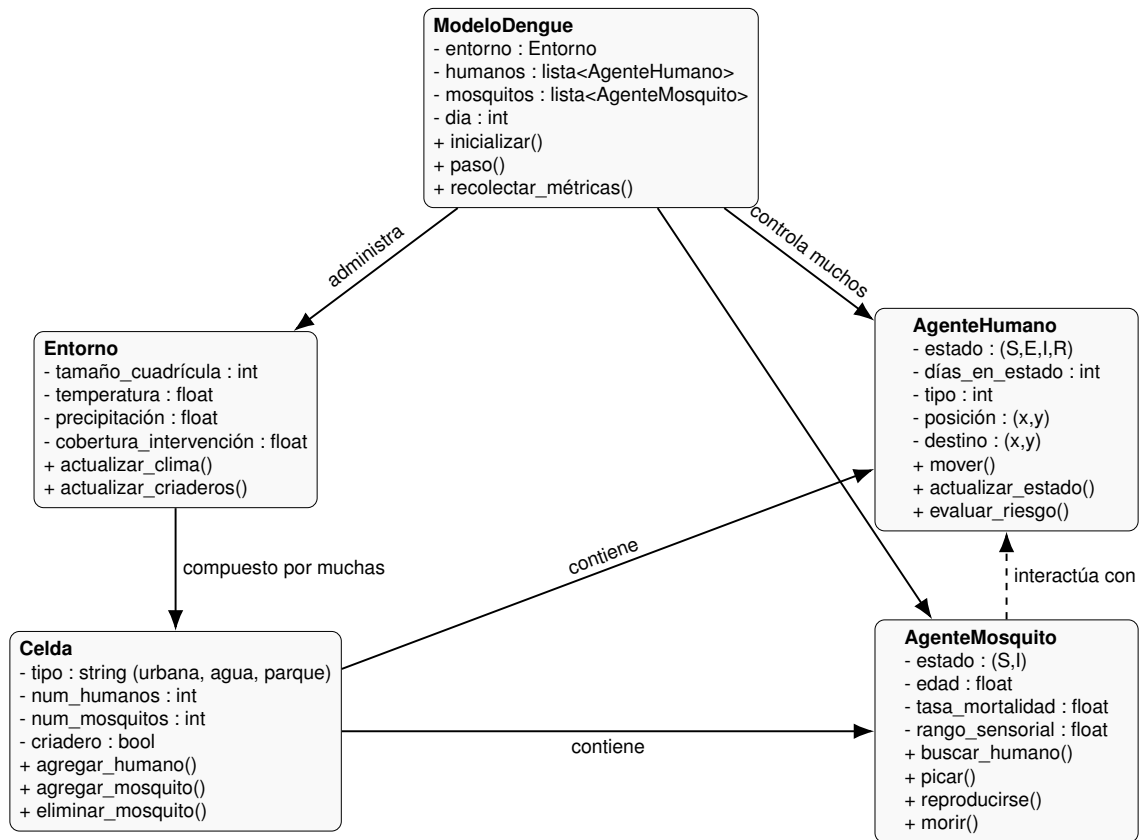 ModeloDengue
- entorno : Entorno
- humanos : lista<AgenteHumano>
- mosquitos : lista<AgenteMosquito>
- dia : int
+ inicializar()
+ paso()
+ recolectar_métricas()
administra
controla muchos
Entorno
- tamaño_cuadrícula : int
- temperatura : float
- precipitación : float
- cobertura_intervención : float
+ actualizar_clima()
+ actualizar_criaderos()
AgenteHumano
- estado : (S,E,I,R)
- días_en_estado : int
- tipo : int
- posición : (x,y)
- destino : (x,y)
+ mover()
+ actualizar_estado()
+ evaluar_riesgo()
compuesto por muchas
contiene
interactúa con
Celda
- tipo : string (urbana, agua, parque)
- num_humanos : int
- num_mosquitos : int
- criadero : bool
+ agregar_humano()
+ agregar_mosquito()
+ eliminar_mosquito()
contiene
AgenteMosquito
- estado : (S,I)
- edad : float
- tasa_mortalidad : float
- rango_sensorial : float
+ buscar_humano()
+ picar()
+ reproducirse()
+ morir()